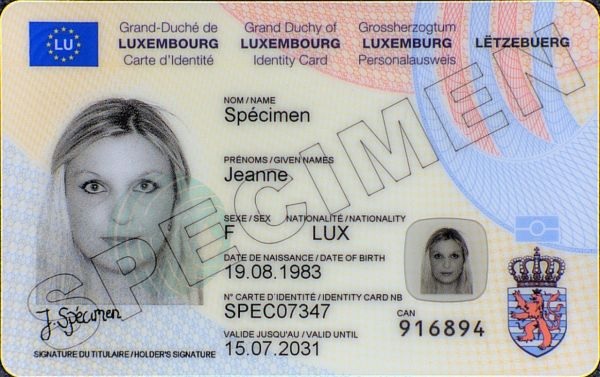 LU
Grand-Duché de
LUXEMBOURG
Carte d'Identité
Grand Duchy of
LUXEMBOURG
Identity Card
Grossherzogtum
LUXEMBURG
Personalausweis
LËTZEBUERG
NOM / NAME
Spécimen
PRÉNOMS / GIVEN NAMES
Jeanne
SEXE / SEX NATIONALITÉ / NATIONALITY
F LUX
DATE DE NAISSANCE / DATE OF BIRTH
19.08.1983
N° CARTE D'IDENTITÉ / IDENTITY CARD NB
SPEC07347
CAN
916894
VALIDE JUSQU'AU / VALID UNTIL
15.07.2031
J. Spécimen
SIGNATURE DU TITULAIRE / HOLDER'S SIGNATURE
SPECIMEN